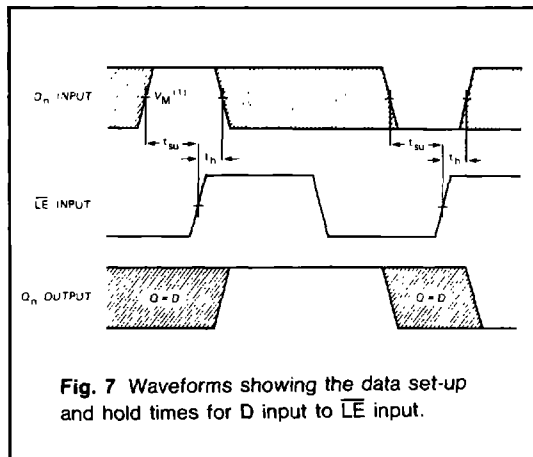 Dn INPUT
VM(1)
tsu
th
tsu
th
LE INPUT
Qn OUTPUT
Q = D
Q = D
Fig. 7 Waveforms showing the data set-up
and hold times for D input to LE input.